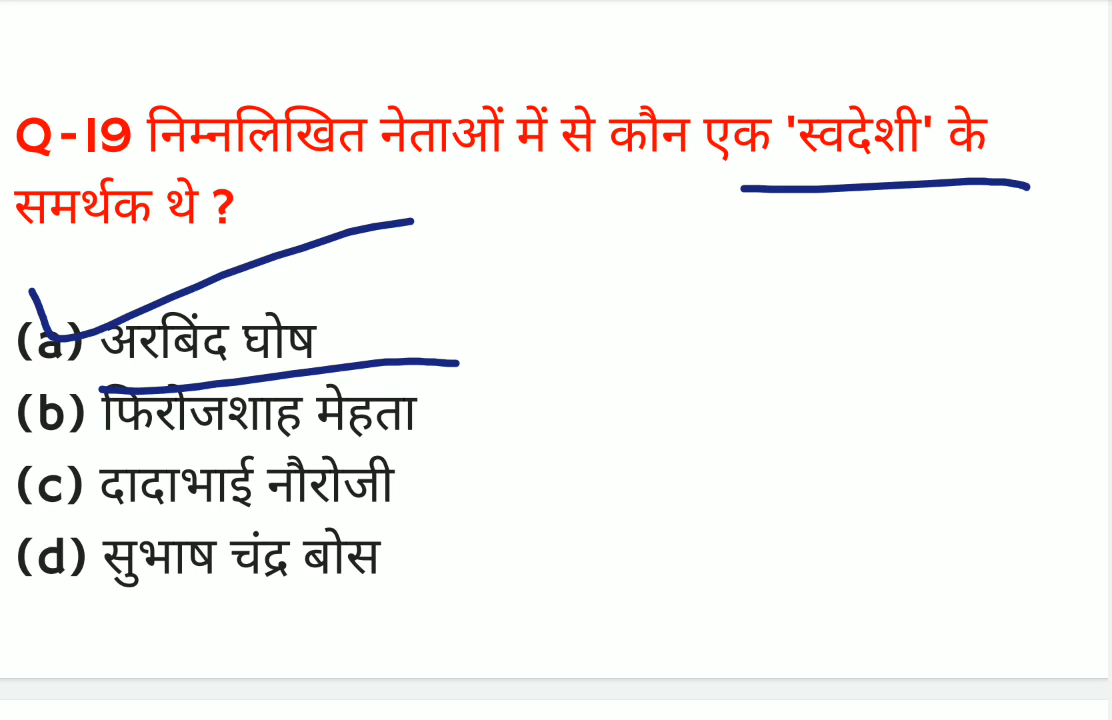 Q-19 निम्नलिखित नेताओं में से कौन एक 'स्वदेशी' के
समर्थक थे ?
(a) अरबिंद घोष
(b) फिरोजशाह मेहता
(c) दादाभाई नौरोजी
(d) सुभाष चंद्र बोस